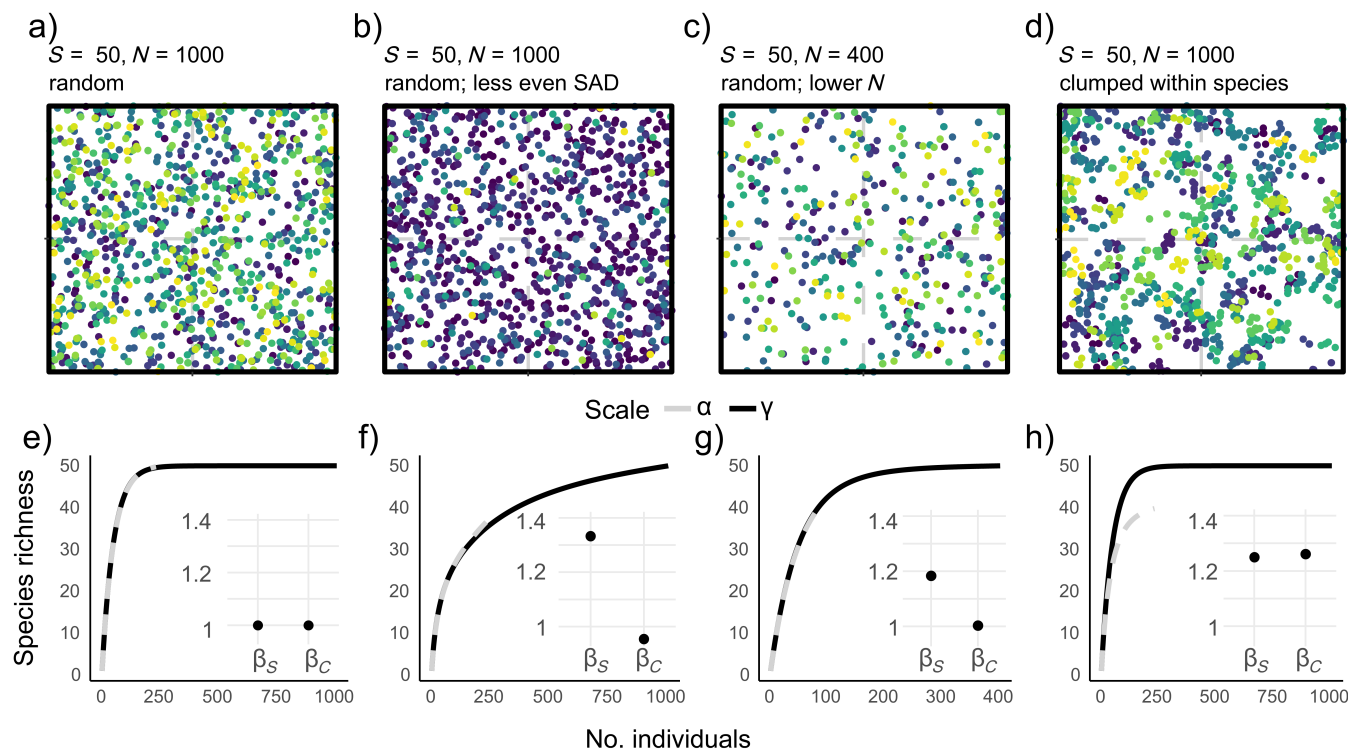 a)
S = 50, N = 1000
random
b)
S = 50, N = 1000
random; less even SAD
c)
S = 50, N = 400
random; lower N
d)
S = 50, N = 1000
clumped within species
Scale α γ
Species richness
e)
50
40
30
20
10
0
0 250 500 750 1000
1.4
1.2
1
βS βC
f)
50
40
30
20
10
0
0 250 500 750 1000
1.4
1.2
1
βS βC
g)
50
40
30
20
10
0
0 100 200 300 400
1.4
1.2
1
βS βC
h)
50
40
30
20
10
0
0 250 500 750 1000
1.4
1.2
1
βS βC
No. individuals